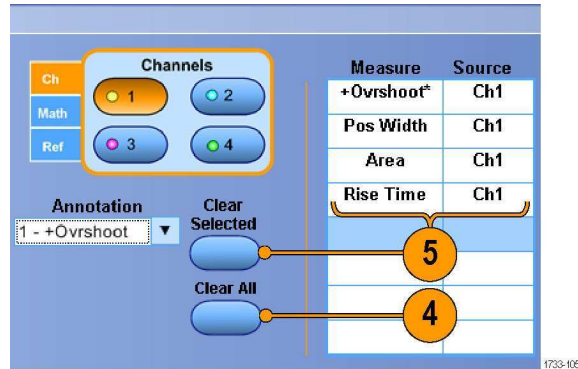 Ch
Math
Ref
Channels
1
2
3
4
Annotation
1 - +Ovrshoot
Clear
Selected
Clear All
Measure Source
+Ovrshoot* Ch1
Pos Width Ch1
Area Ch1
Rise Time Ch1
5
4
1733-105